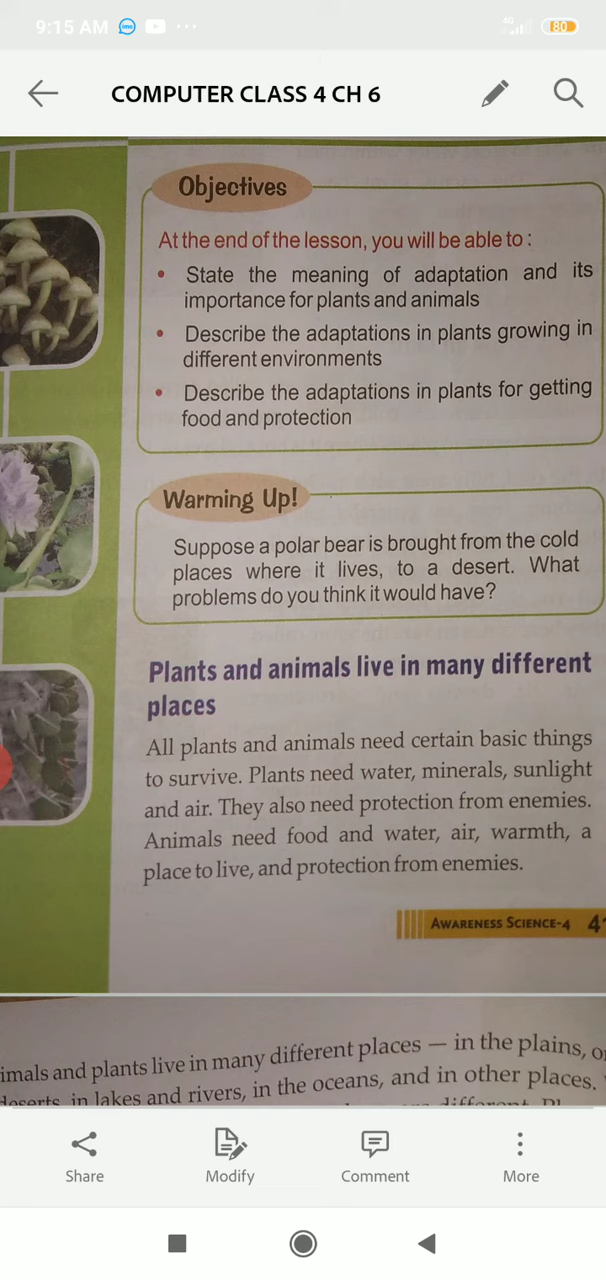 9:15 AM imo
4G 80
COMPUTER CLASS 4 CH 6
Objectives
At the end of the lesson, you will be able to :
• State the meaning of adaptation and its
importance for plants and animals
• Describe the adaptations in plants growing in
different environments
• Describe the adaptations in plants for getting
food and protection
Warming Up!
Suppose a polar bear is brought from the cold
places where it lives, to a desert. What
problems do you think it would have?
Plants and animals live in many different
places
All plants and animals need certain basic things
to survive. Plants need water, minerals, sunlight
and air. They also need protection from enemies.
Animals need food and water, air, warmth, a
place to live, and protection from enemies.
AWARENESS SCIENCE-4
imals and plants live in many different places — in the plains,
deserts, in lakes and rivers, in the oceans, and in other places.
Share
Modify
Comment
More